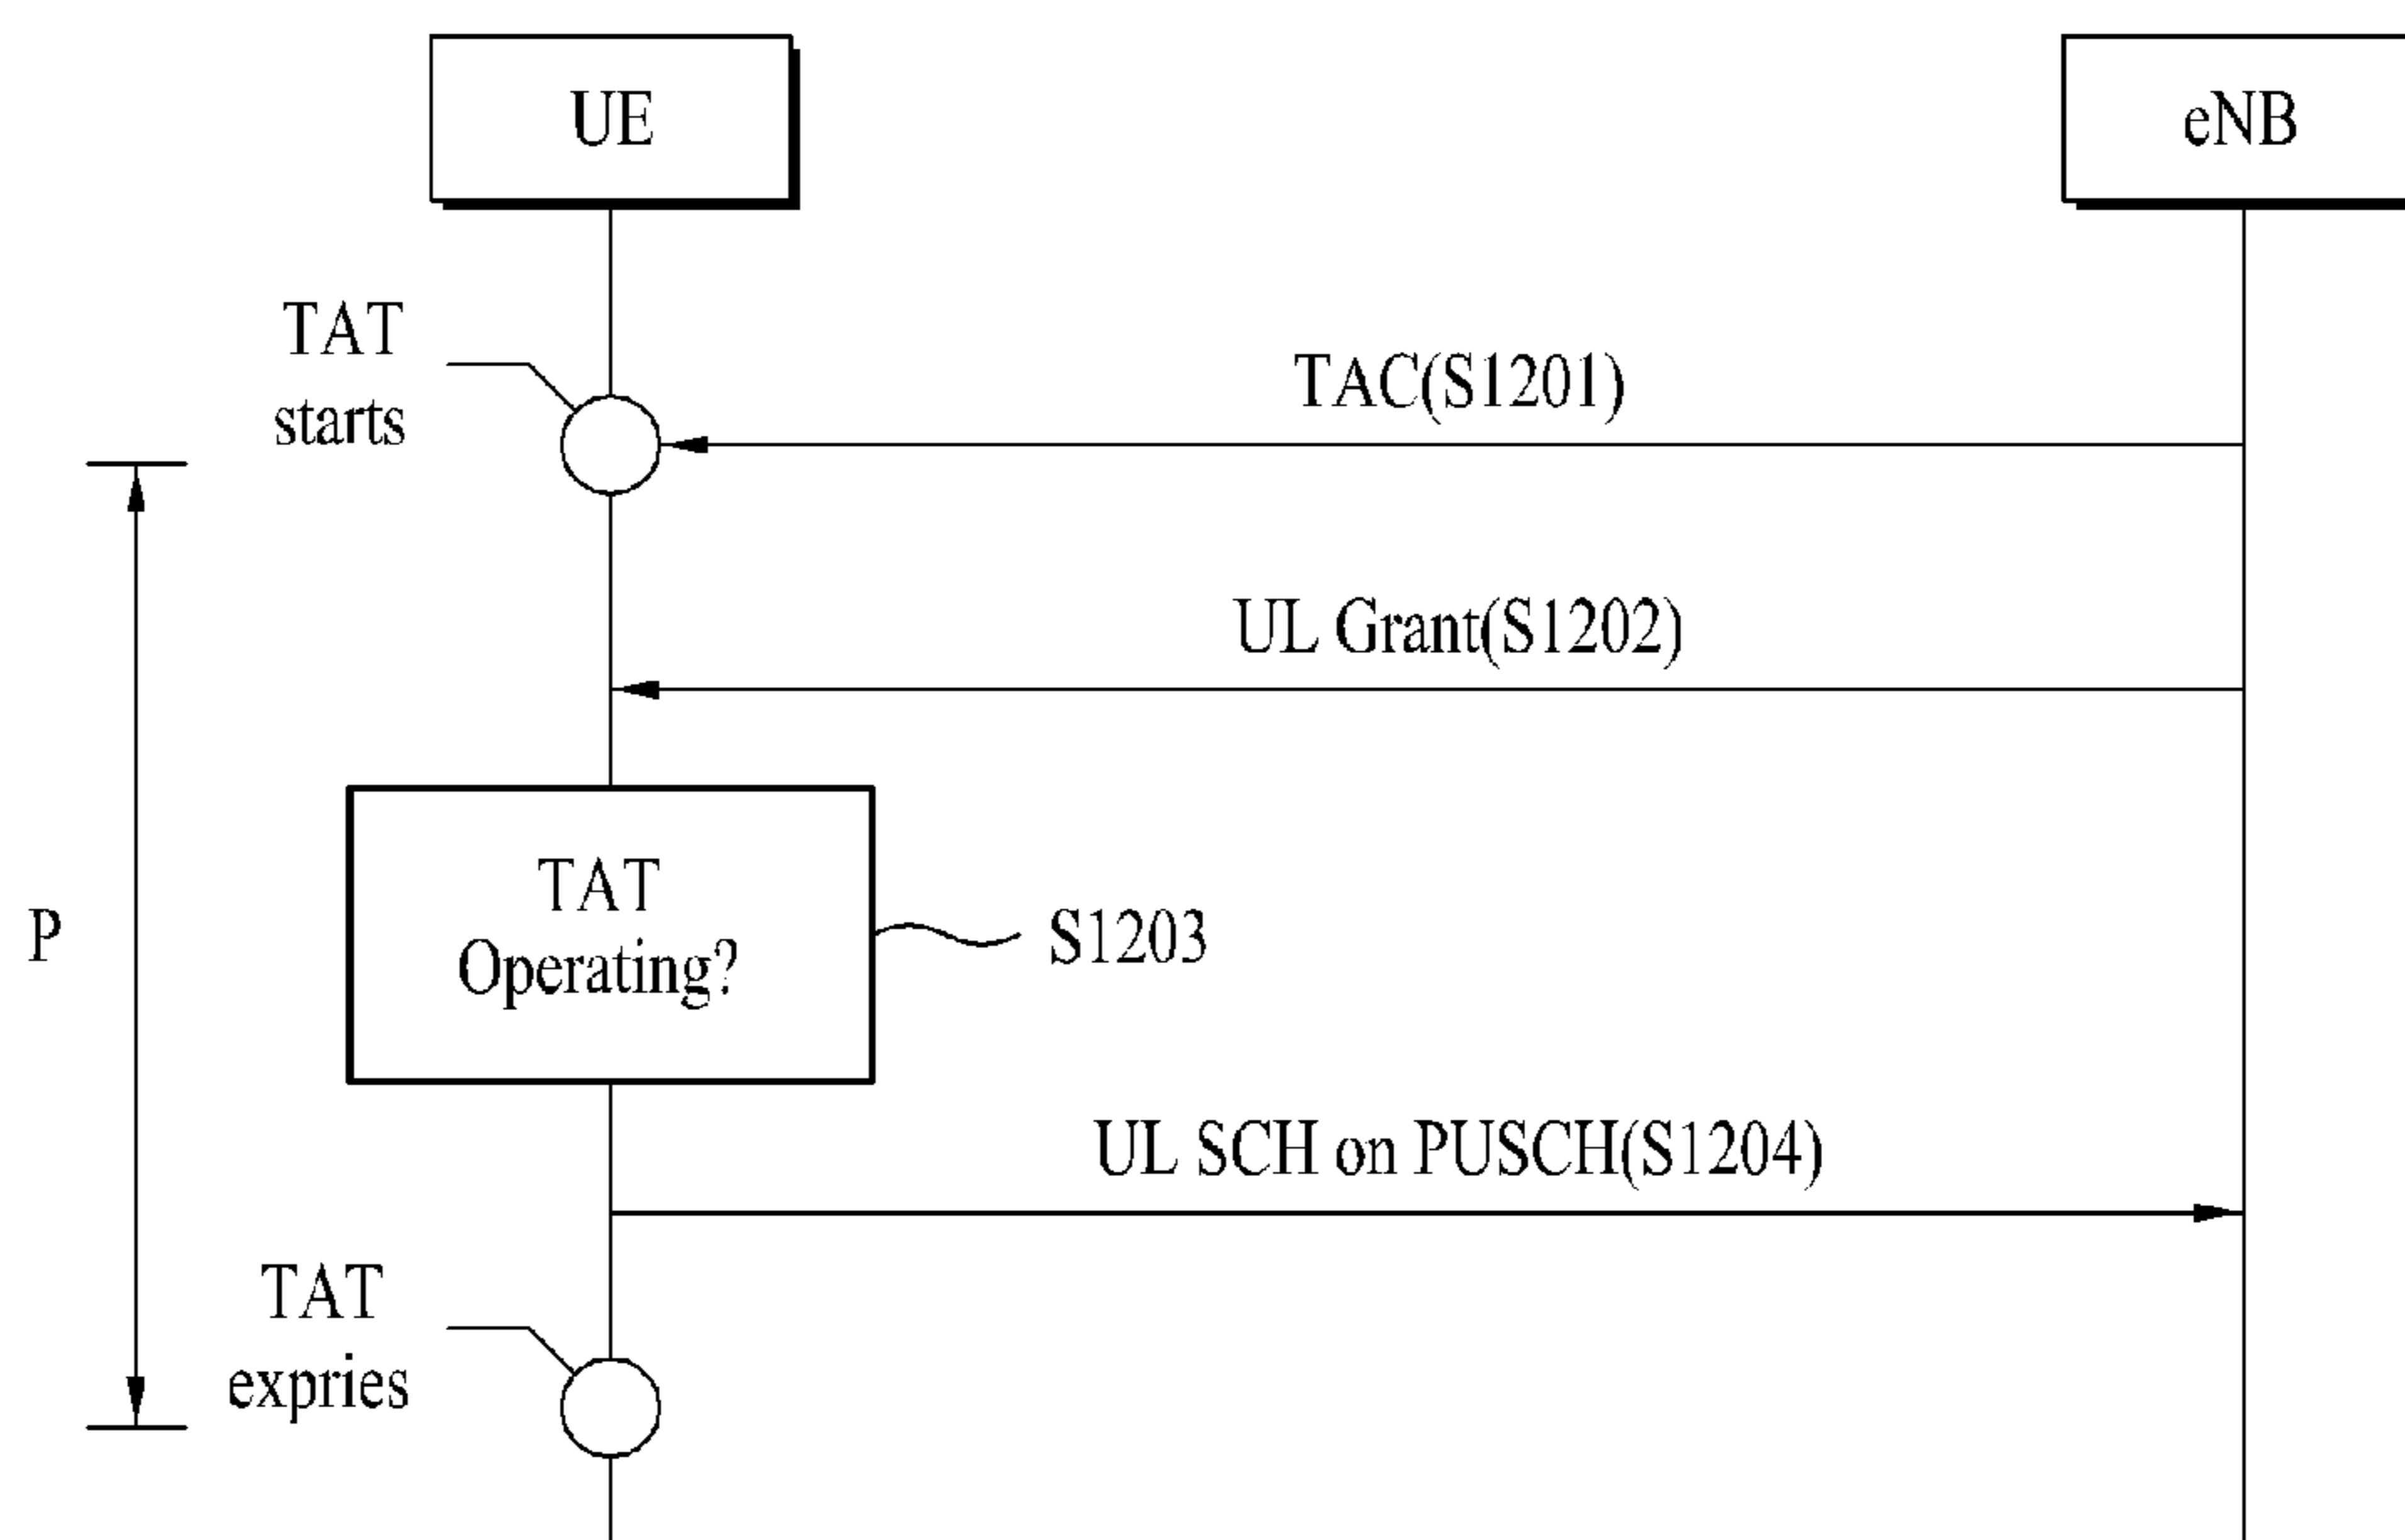 UE
eNB
TAT
starts
TAC(S1201)
UL Grant(S1202)
TAT
Operating?
S1203
P
UL SCH on PUSCH(S1204)
TAT
expries